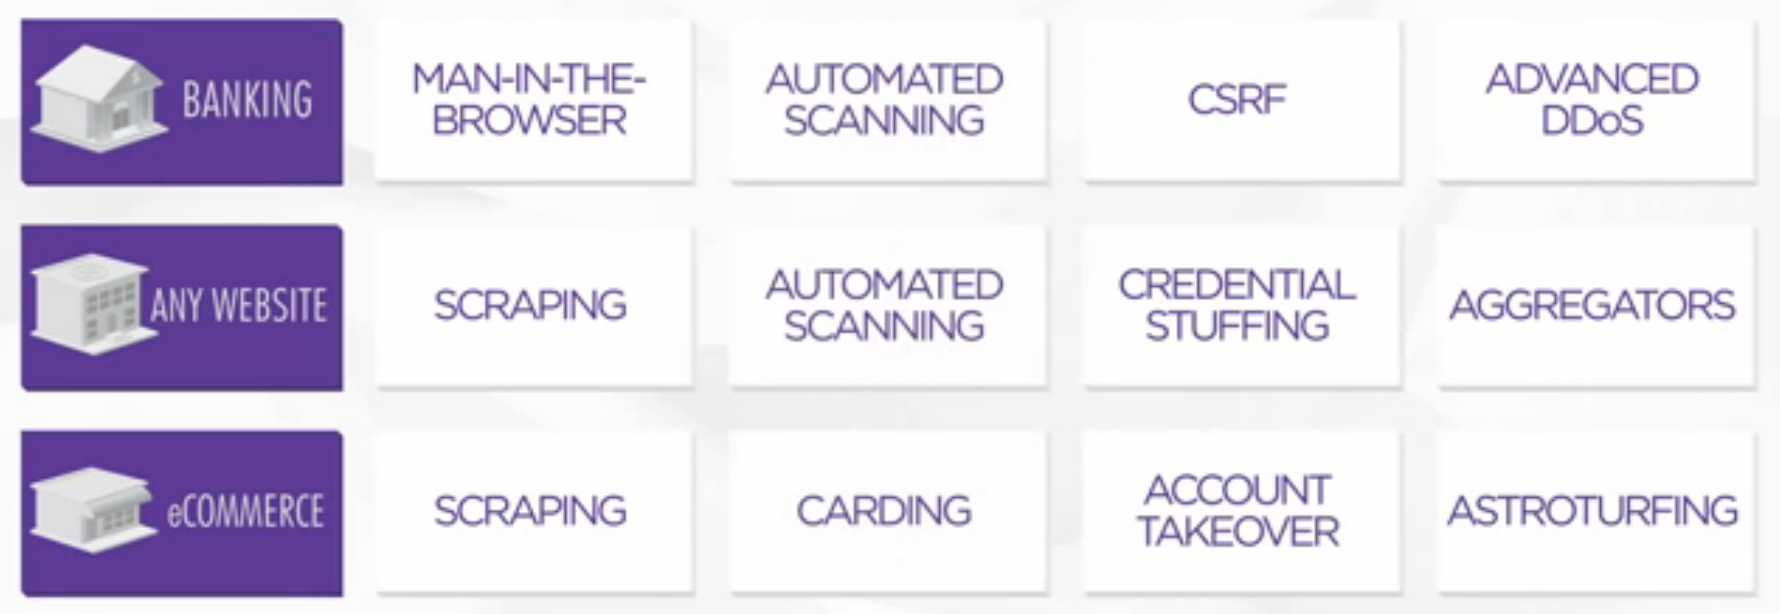 BANKING
MAN-IN-THE-
BROWSER
AUTOMATED
SCANNING
CSRF
ADVANCED
DDoS
ANY WEBSITE
SCRAPING
AUTOMATED
SCANNING
CREDENTIAL
STUFFING
AGGREGATORS
eCOMMERCE
SCRAPING
CARDING
ACCOUNT
TAKEOVER
ASTROTURFING